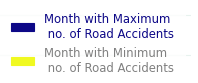 Month with Maximum
no. of Road Accidents
Month with Minimum
no. of Road Accidents